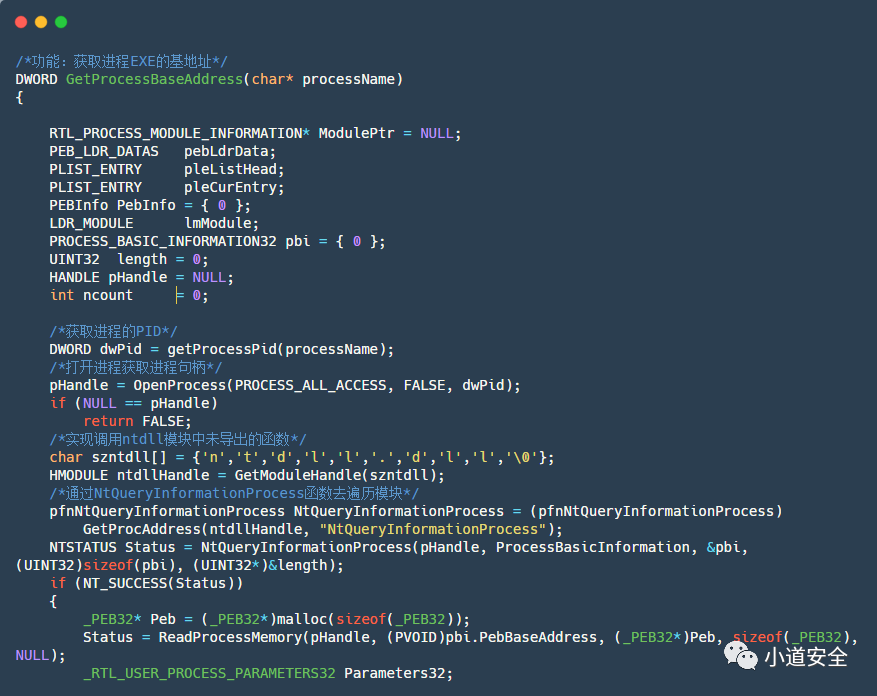 /*功能：获取进程EXE的基地址*/
DWORD GetProcessBaseAddress(char* processName)
{
    RTL_PROCESS_MODULE_INFORMATION* ModulePtr = NULL;
    PEB_LDR_DATAS   pebLdrData;
    PLIST_ENTRY     pleListHead;
    PLIST_ENTRY     pleCurEntry;
    PEBInfo PebInfo = { 0 };
    LDR_MODULE      lmModule;
    PROCESS_BASIC_INFORMATION32 pbi = { 0 };
    UINT32  length = 0;
    HANDLE pHandle = NULL;
    int ncount     = 0;
    /*获取进程的PID*/
    DWORD dwPid = getProcessPid(processName);
    /*打开进程获取进程句柄*/
    pHandle = OpenProcess(PROCESS_ALL_ACCESS, FALSE, dwPid);
    if (NULL == pHandle)
        return FALSE;
    /*实现调用ntdll模块中未导出的函数*/
    char szntdll[] = {'n','t','d','l','l','.','d','l','l','\0'};
    HMODULE ntdllHandle = GetModuleHandle(szntdll);
    /*通过NtQueryInformationProcess函数去遍历模块*/
    pfnNtQueryInformationProcess NtQueryInformationProcess = (pfnNtQueryInformationProcess)
        GetProcAddress(ntdllHandle, "NtQueryInformationProcess");
    NTSTATUS Status = NtQueryInformationProcess(pHandle, ProcessBasicInformation, &pbi,
(UINT32)sizeof(pbi), (UINT32*)&length);
    if (NT_SUCCESS(Status))
    {
        _PEB32* Peb = (_PEB32*)malloc(sizeof(_PEB32));
        Status = ReadProcessMemory(pHandle, (PVOID)pbi.PebBaseAddress, (_PEB32*)Peb, sizeof(_PEB32),
NULL);
        _RTL_USER_PROCESS_PARAMETERS32 Parameters32;
小道安全